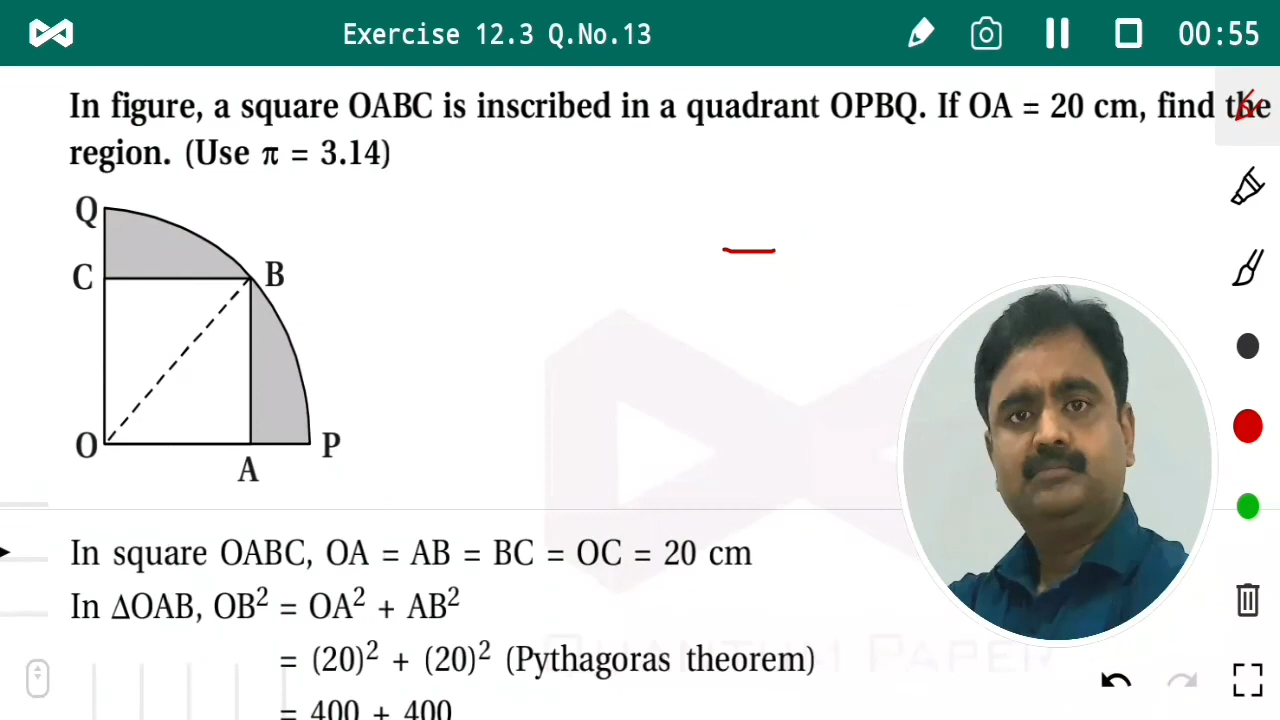 Exercise 12.3 Q.No.13
00:55
In figure, a square OABC is inscribed in a quadrant OPBQ. If OA = 20 cm, find the
region. (Use π = 3.14)
Q
C
B
O
P
A
In square OABC, OA = AB = BC = OC = 20 cm
In ΔOAB, OB² = OA² + AB²
= (20)² + (20)² (Pythagoras theorem)
= 400 + 400
QUANTUM PAPER